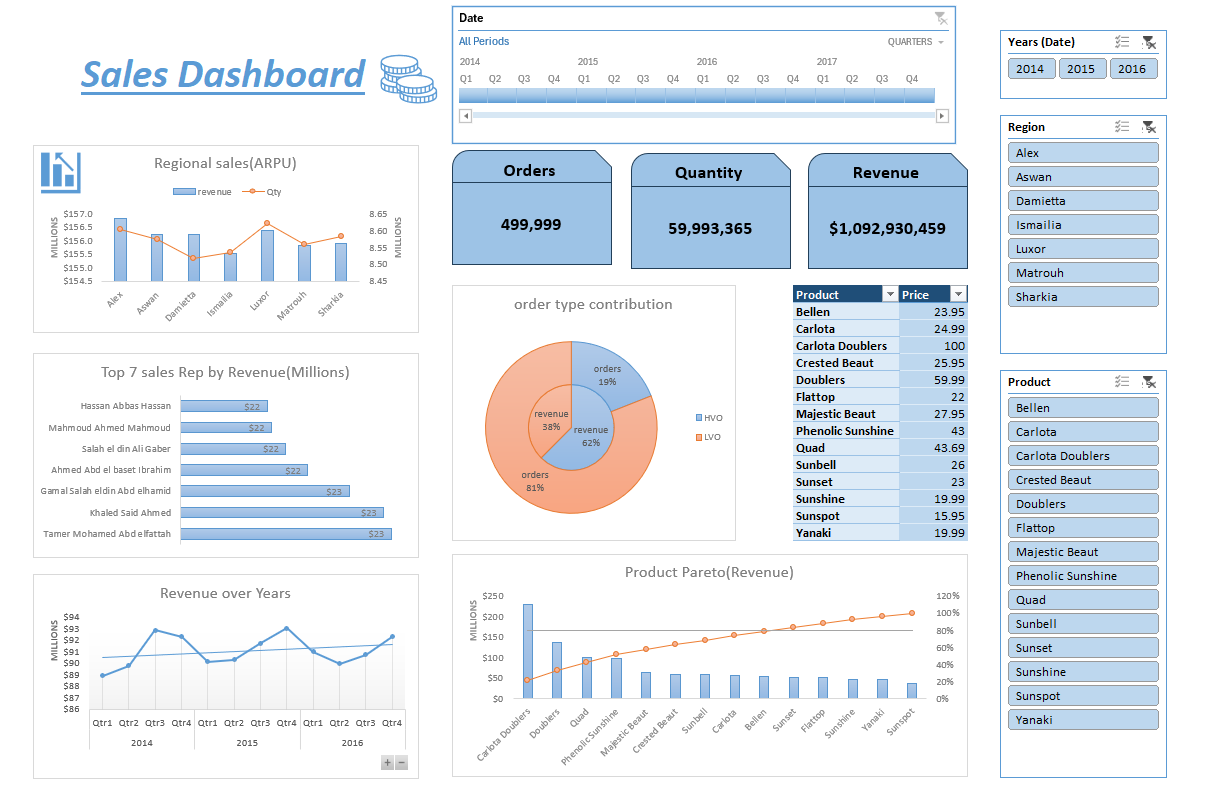 Sales Dashboard
Date
All Periods
QUARTERS
2014 2015 2016 2017
Q1 Q2 Q3 Q4 Q1 Q2 Q3 Q4 Q1 Q2 Q3 Q4 Q1 Q2 Q3 Q4
Years (Date)
2014 2015 2016
Region
Alex
Aswan
Damietta
Ismailia
Luxor
Matrouh
Sharkia
Product
Bellen
Carlota
Carlota Doublers
Crested Beaut
Doublers
Flattop
Majestic Beaut
Phenolic Sunshine
Quad
Sunbell
Sunset
Sunshine
Sunspot
Yanaki
Orders
499,999
Quantity
59,993,365
Revenue
$1,092,930,459
Regional sales(ARPU)
revenue Qty
MILLIONS
$157.0
$156.5
$156.0
$155.5
$155.0
$154.5
8.65
8.60
8.55
8.50
8.45
MILLIONS
Alex Aswan Damietta Ismailia Luxor Matrouh Sharkia
Top 7 sales Rep by Revenue(Millions)
Hassan Abbas Hassan $22
Mahmoud Ahmed Mahmoud $22
Salah el din Ali Gaber $22
Ahmed Abd el baset Ibrahim $22
Gamal Salah eldin Abd elhamid $23
Khaled Said Ahmed $23
Tamer Mohamed Abd elfattah $23
Revenue over Years
MILLIONS
$94
$93
$92
$91
$90
$89
$88
$87
$86
Qtr1 Qtr2 Qtr3 Qtr4 Qtr1 Qtr2 Qtr3 Qtr4 Qtr1 Qtr2 Qtr3 Qtr4
2014 2015 2016
+ −
order type contribution
orders
19%
revenue
38%
revenue
62%
orders
81%
HVO
LVO
Product Price
Bellen 23.95
Carlota 24.99
Carlota Doublers 100
Crested Beaut 25.95
Doublers 59.99
Flattop 22
Majestic Beaut 27.95
Phenolic Sunshine 43
Quad 43.69
Sunbell 26
Sunset 23
Sunshine 19.99
Sunspot 15.95
Yanaki 19.99
Product Pareto(Revenue)
MILLIONS
$250
$200
$150
$100
$50
$0
120%
100%
80%
60%
40%
20%
0%
Carlota Doublers Doublers Quad Phenolic Sunshine Majestic Beaut Crested Beaut Sunbell Carlota Bellen Sunset Flattop Sunshine Yanaki Sunspot